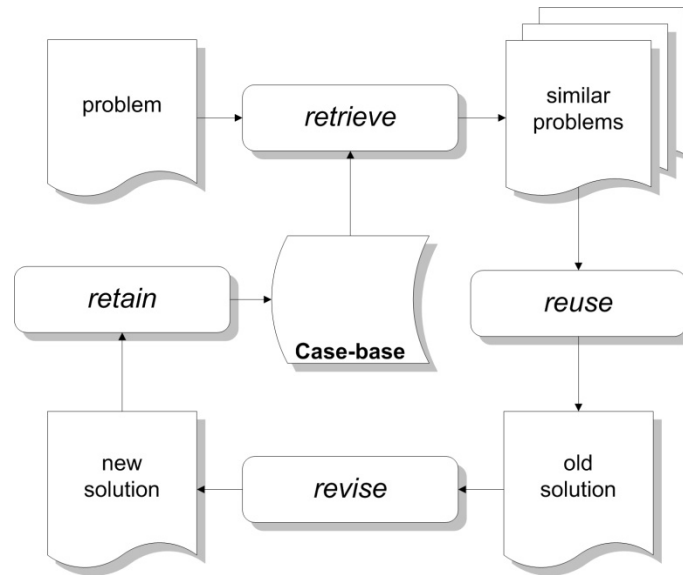 problem
retrieve
similar
problems
retain
Case-base
reuse
new
solution
revise
old
solution